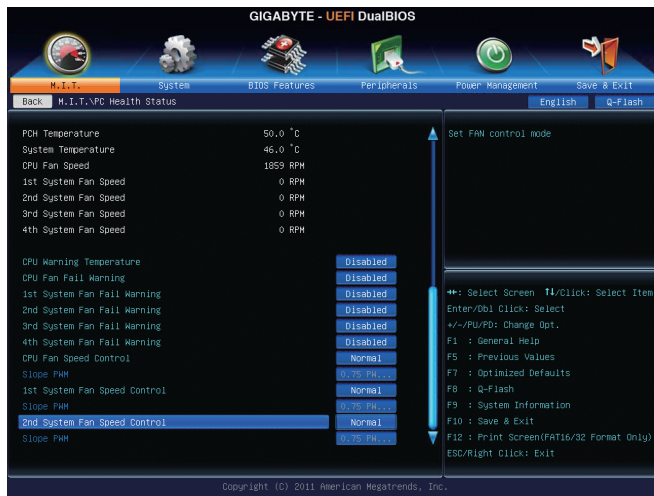 GIGABYTE - UEFI DualBIOS
M.I.T. System BIOS Features Peripherals Power Management Save & Exit
Back M.I.T.\PC Health Status English Q-Flash
PCH Temperature 50.0 °C
System Temperature 46.0 °C
CPU Fan Speed 1859 RPM
1st System Fan Speed 0 RPM
2nd System Fan Speed 0 RPM
3rd System Fan Speed 0 RPM
4th System Fan Speed 0 RPM
CPU Warning Temperature Disabled
CPU Fan Fail Warning Disabled
1st System Fan Fail Warning Disabled
2nd System Fan Fail Warning Disabled
3rd System Fan Fail Warning Disabled
4th System Fan Fail Warning Disabled
CPU Fan Speed Control Normal
Slope PWM 0.75 PW...
1st System Fan Speed Control Normal
Slope PWM 0.75 PW...
2nd System Fan Speed Control Normal
Slope PWM 0.75 PW...
Set FAN control mode
→←: Select Screen ↑↓/Click: Select Item
Enter/Dbl Click: Select
+/-/PU/PD: Change Opt.
F1 : General Help
F5 : Previous Values
F7 : Optimized Defaults
F8 : Q-Flash
F9 : System Information
F10 : Save & Exit
F12 : Print Screen(FAT16/32 Format Only)
ESC/Right Click: Exit
Copyright (C) 2011 American Megatrends, Inc.